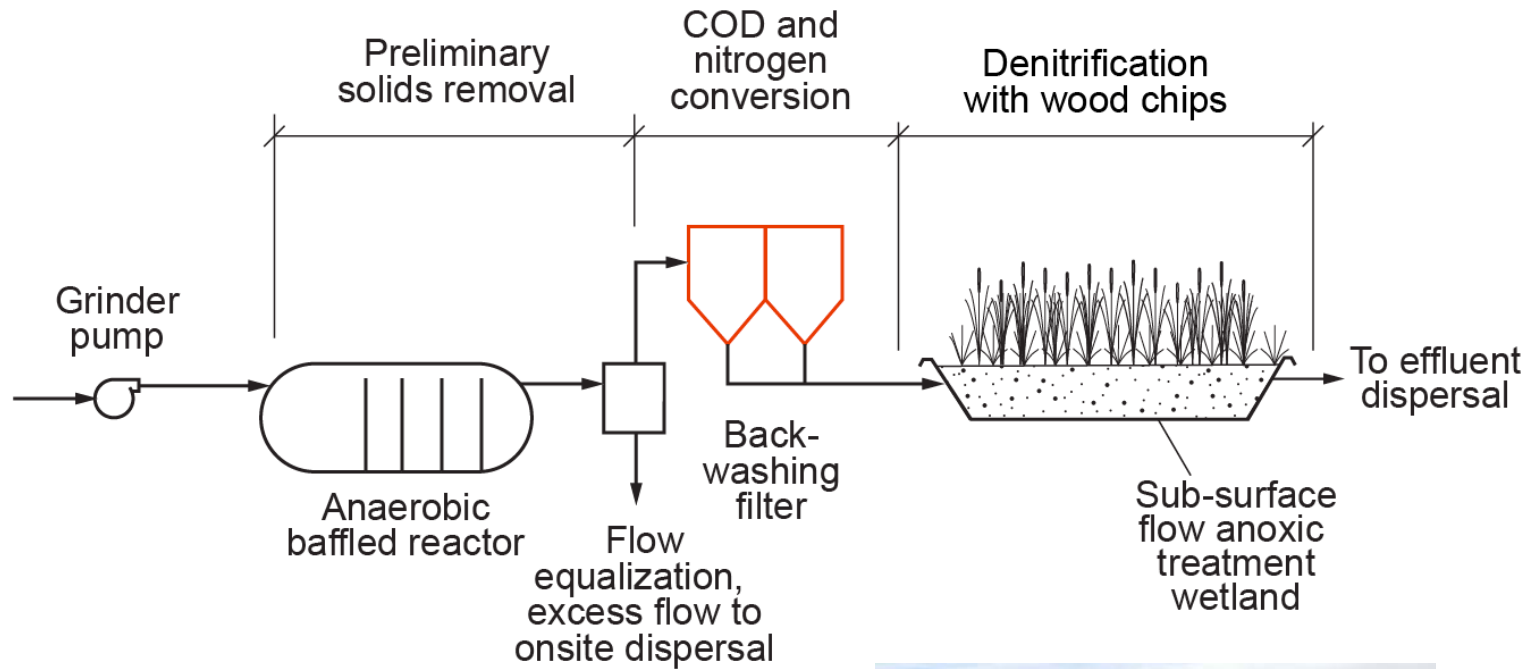 Preliminary
solids removal
COD and
nitrogen
conversion
Denitrification
with wood chips
Grinder
pump
Anaerobic
baffled reactor
Flow
equalization,
excess flow to
onsite dispersal
Back-
washing
filter
Sub-surface
flow anoxic
treatment
wetland
To effluent
dispersal